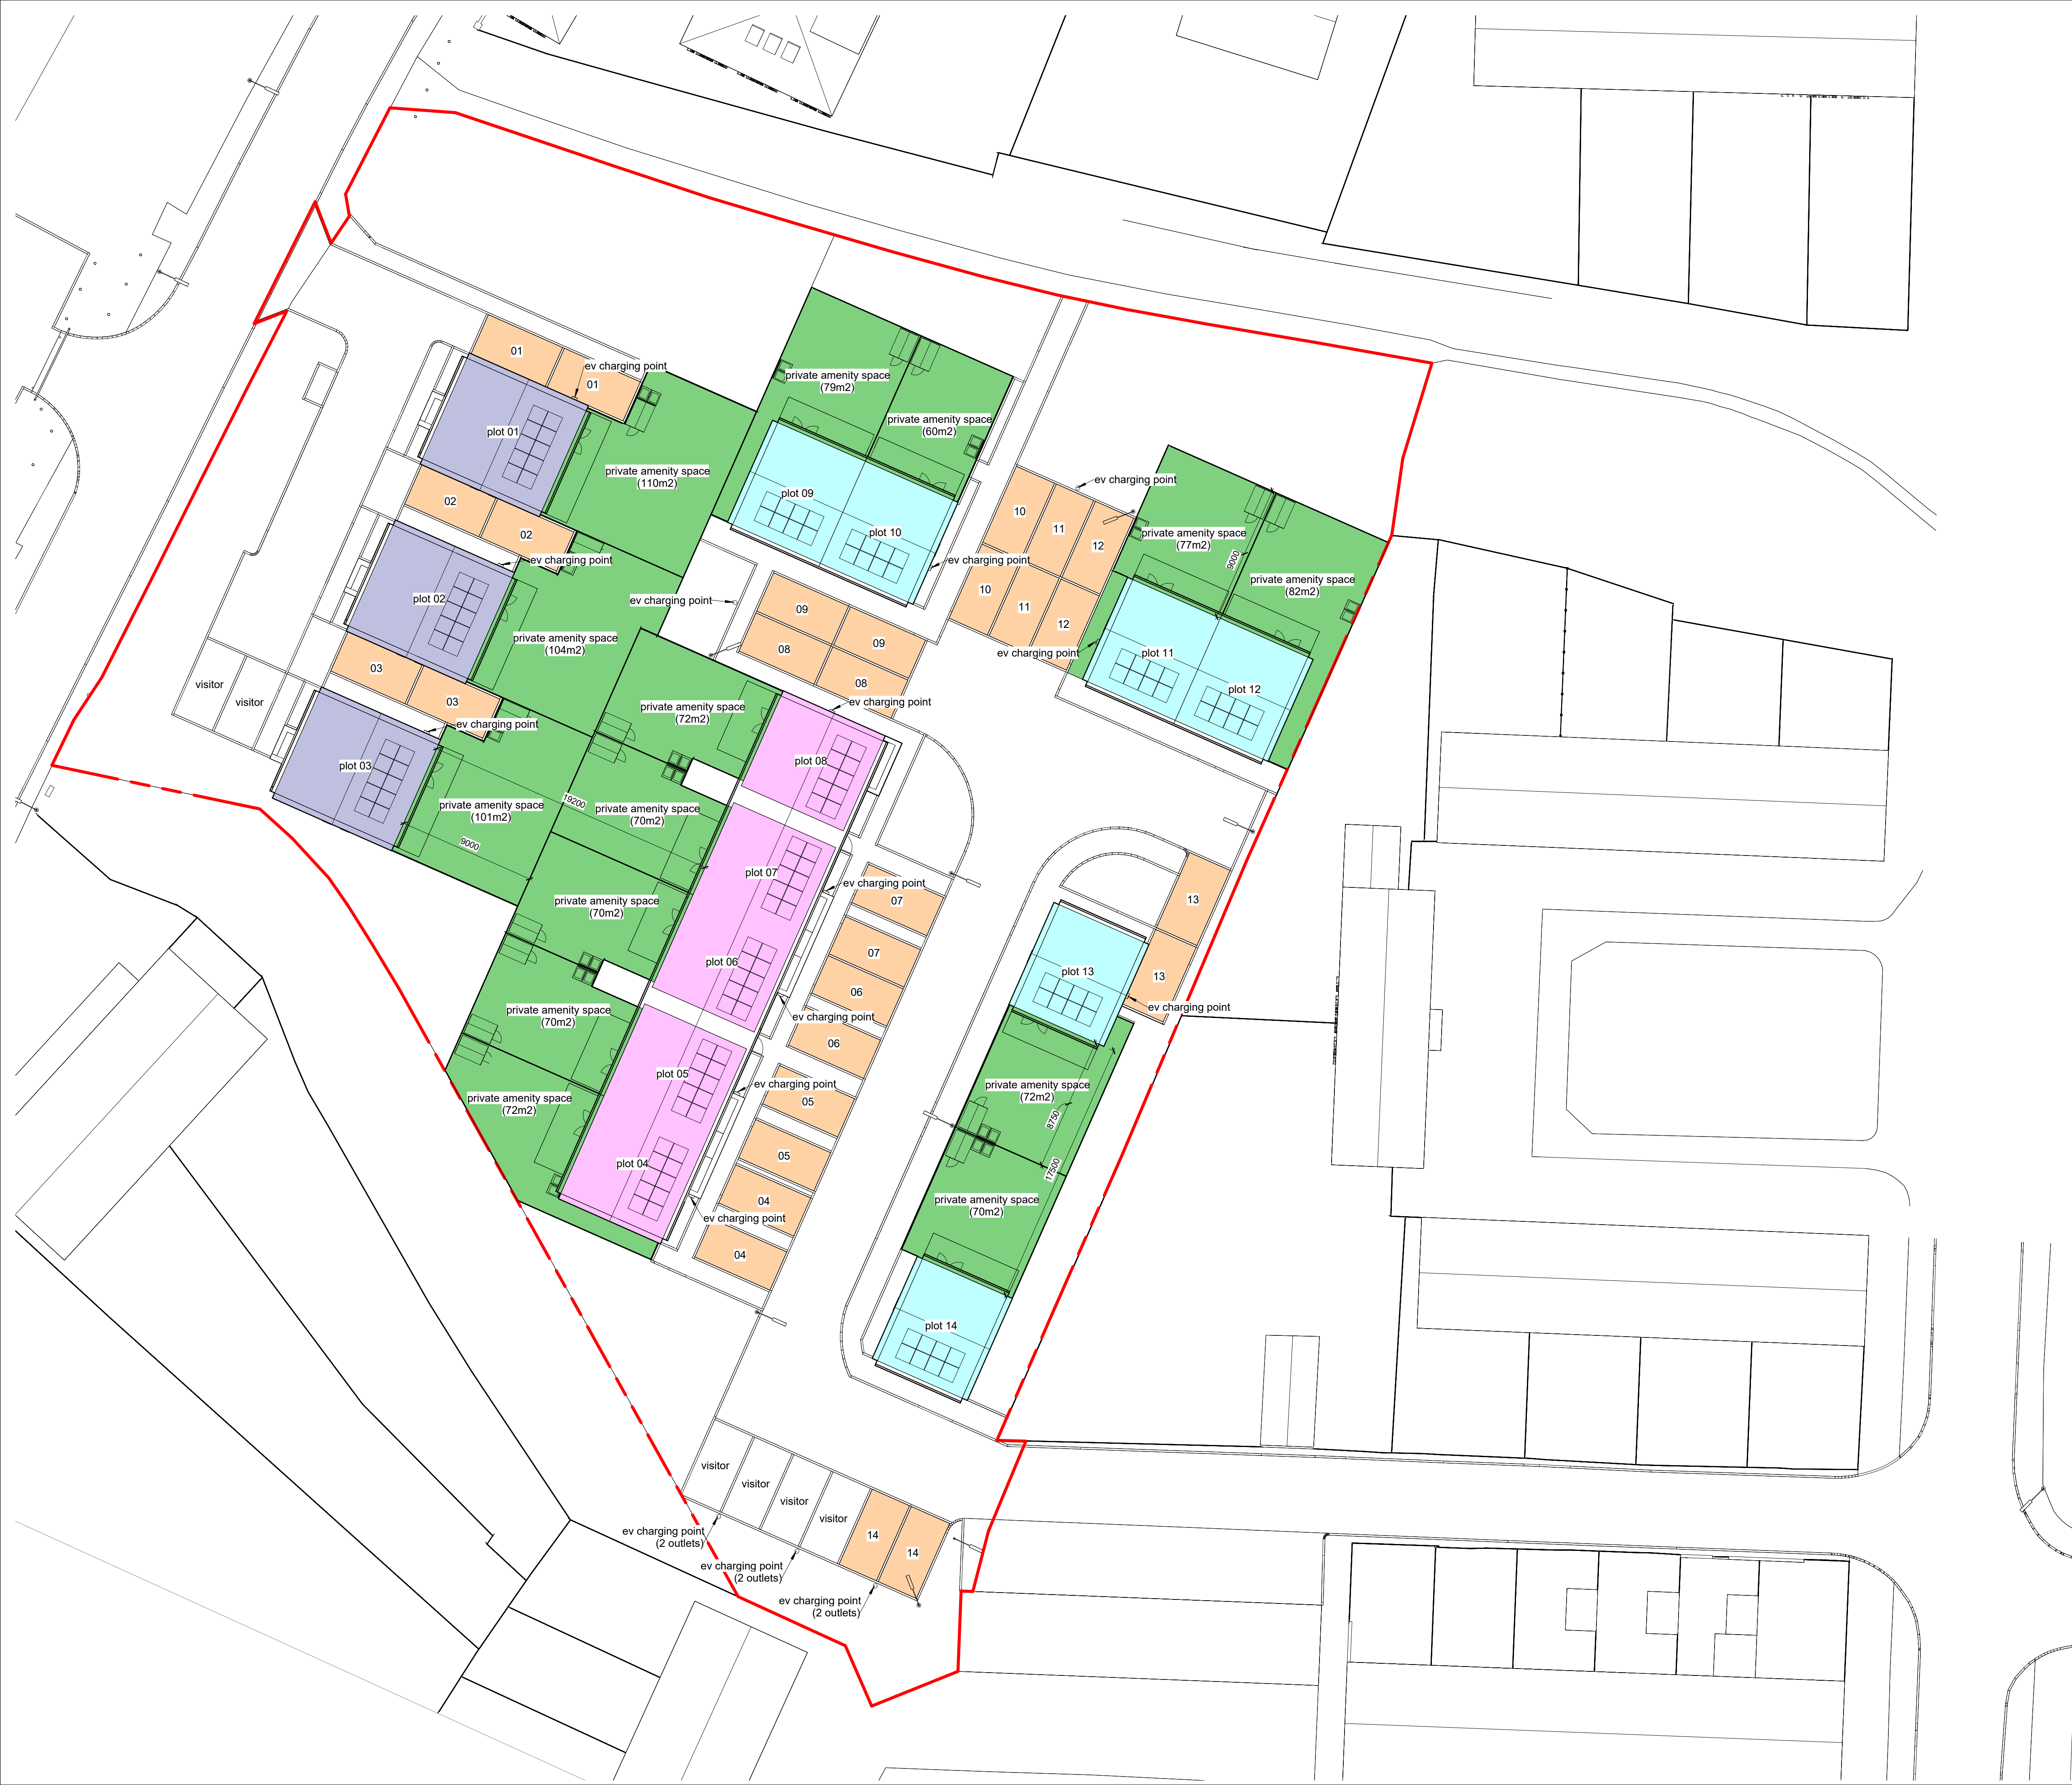 01
ev charging point
01
plot 01
private amenity space
(110m2)
02
02
ev charging point
plot 02
private amenity space
(104m2)
03
03
ev charging point
plot 03
private amenity space
(101m2)
visitor
visitor
19200
9000
private amenity space
(79m2)
private amenity space
(60m2)
plot 09
plot 10
ev charging point
ev charging point
09
09
08
08
10
11
12
10
11
12
ev charging point
ev charging point
private amenity space
(77m2)
9000
private amenity space
(82m2)
plot 11
plot 12
private amenity space
(72m2)
ev charging point
plot 08
private amenity space
(70m2)
plot 07
ev charging point
07
07
private amenity space
(70m2)
plot 06
06
06
ev charging point
private amenity space
(70m2)
plot 05
ev charging point
05
05
private amenity space
(72m2)
plot 04
04
04
ev charging point
13
13
plot 13
ev charging point
private amenity space
(72m2)
8750
17500
private amenity space
(70m2)
plot 14
visitor
visitor
visitor
visitor
14
14
ev charging point
(2 outlets)
ev charging point
(2 outlets)
ev charging point
(2 outlets)